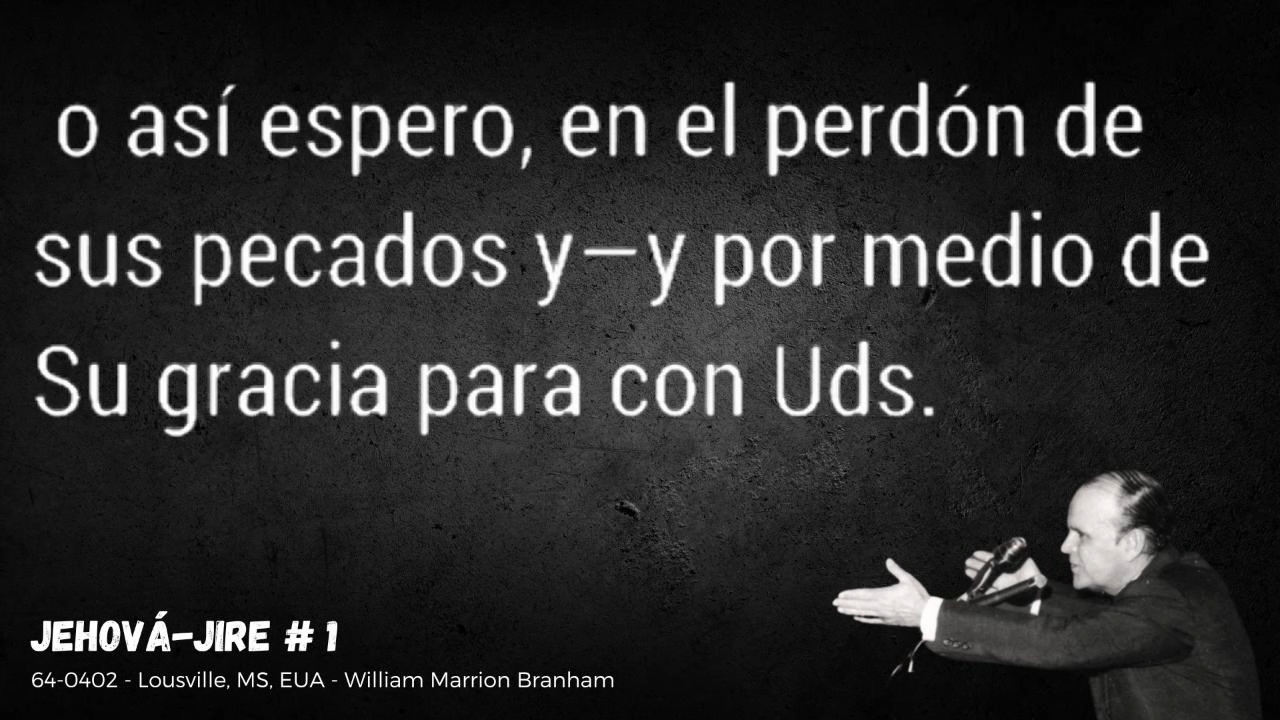 o así espero, en el perdón de
sus pecados y—y por medio de
Su gracia para con Uds.
JEHOVÁ-JIRE # 1
64-0402 - Lousville, MS, EUA - William Marrion Branham